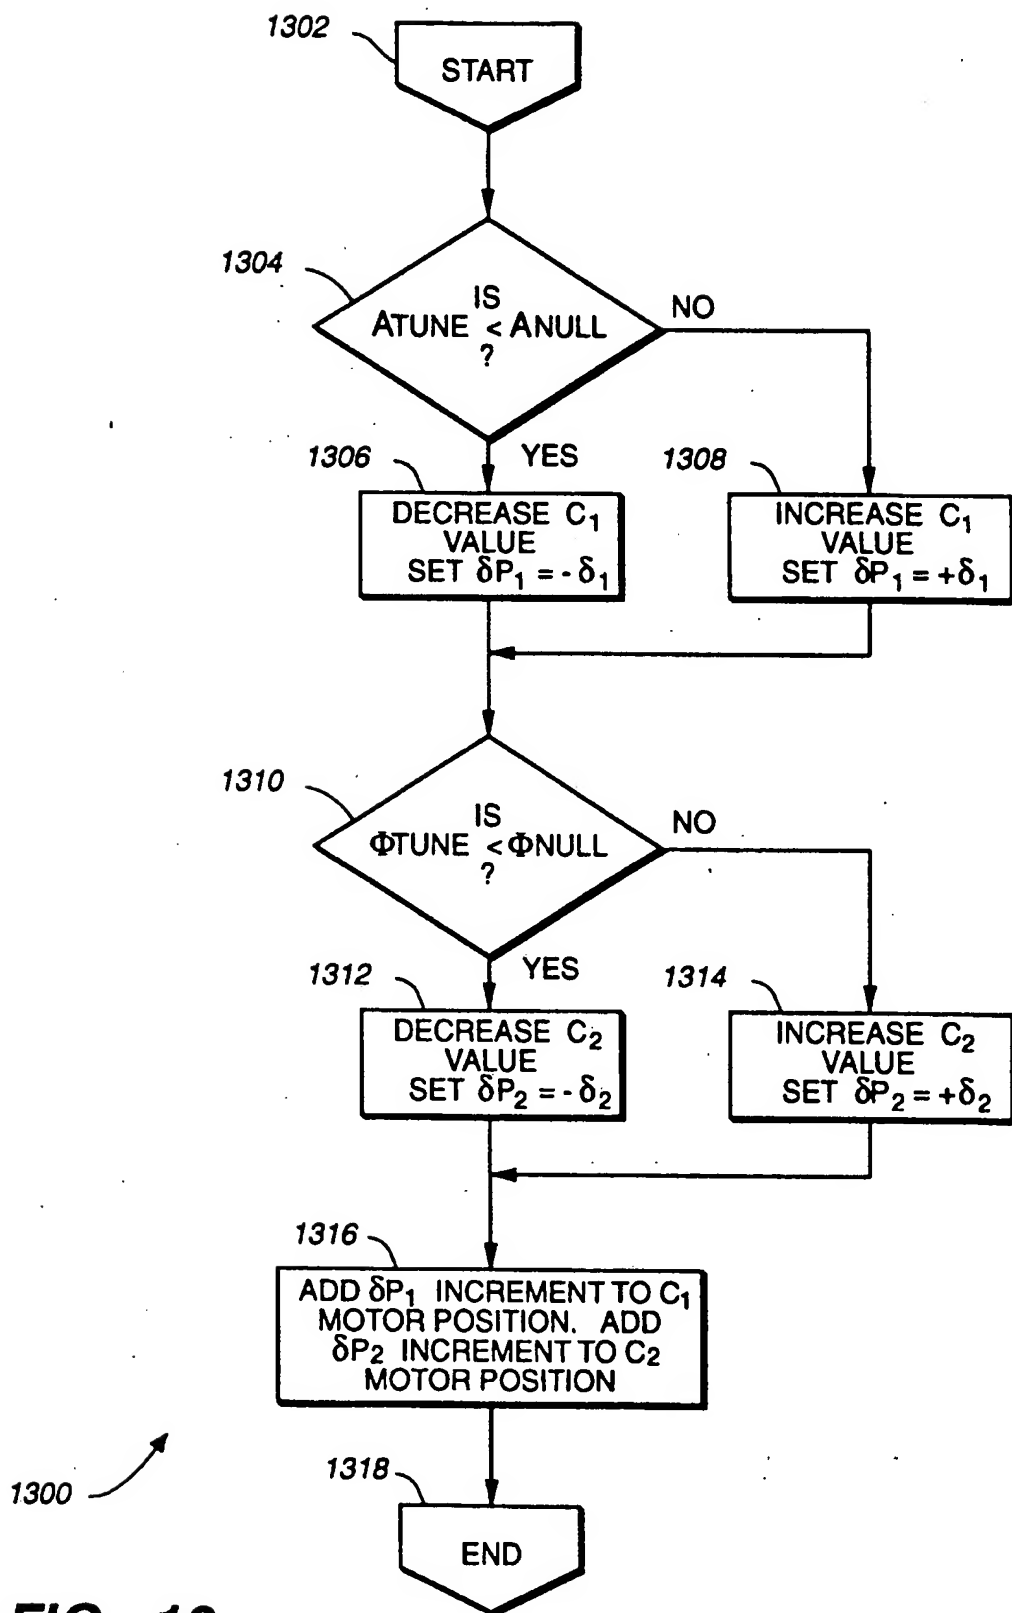 1302
START
1304
IS
ATUNE < ANULL
?
NO
YES
1306
DECREASE C₁
VALUE
SET δP₁ = - δ₁
1308
INCREASE C₁
VALUE
SET δP₁ = +δ₁
1310
IS
ΦTUNE < ΦNULL
?
NO
YES
1312
DECREASE C₂
VALUE
SET δP₂ = - δ₂
1314
INCREASE C₂
VALUE
SET δP₂ = +δ₂
1316
ADD δP₁ INCREMENT TO C₁
MOTOR POSITION. ADD
δP₂ INCREMENT TO C₂
MOTOR POSITION
1300
1318
END